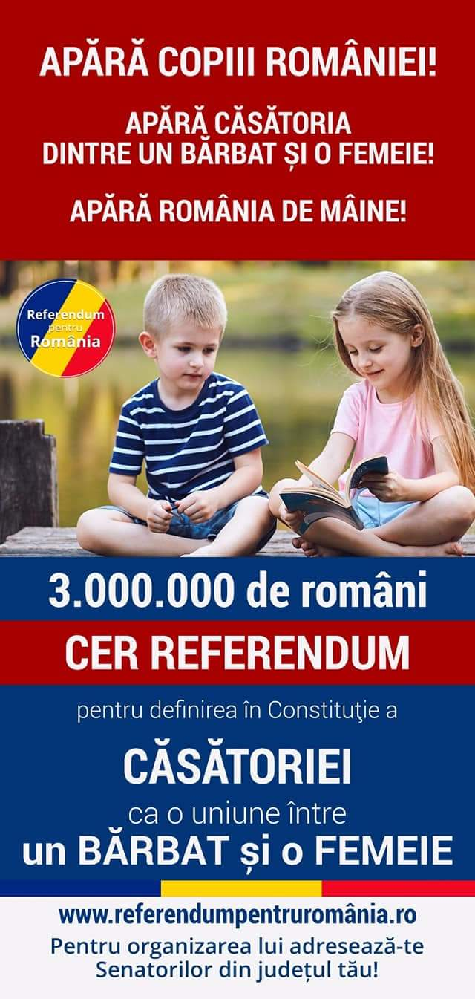 APĂRĂ COPIII ROMÂNIEI!
APĂRĂ CĂSĂTORIA
DINTRE UN BĂRBAT ȘI O FEMEIE!
APĂRĂ ROMÂNIA DE MÂINE!
Referendum
pentru
România
3.000.000 de români
CER REFERENDUM
pentru definirea în Constituţie a
CĂSĂTORIEI
ca o uniune între
un BĂRBAT și o FEMEIE
www.referendumpentruromânia.ro
Pentru organizarea lui adresează-te
Senatorilor din județul tău!